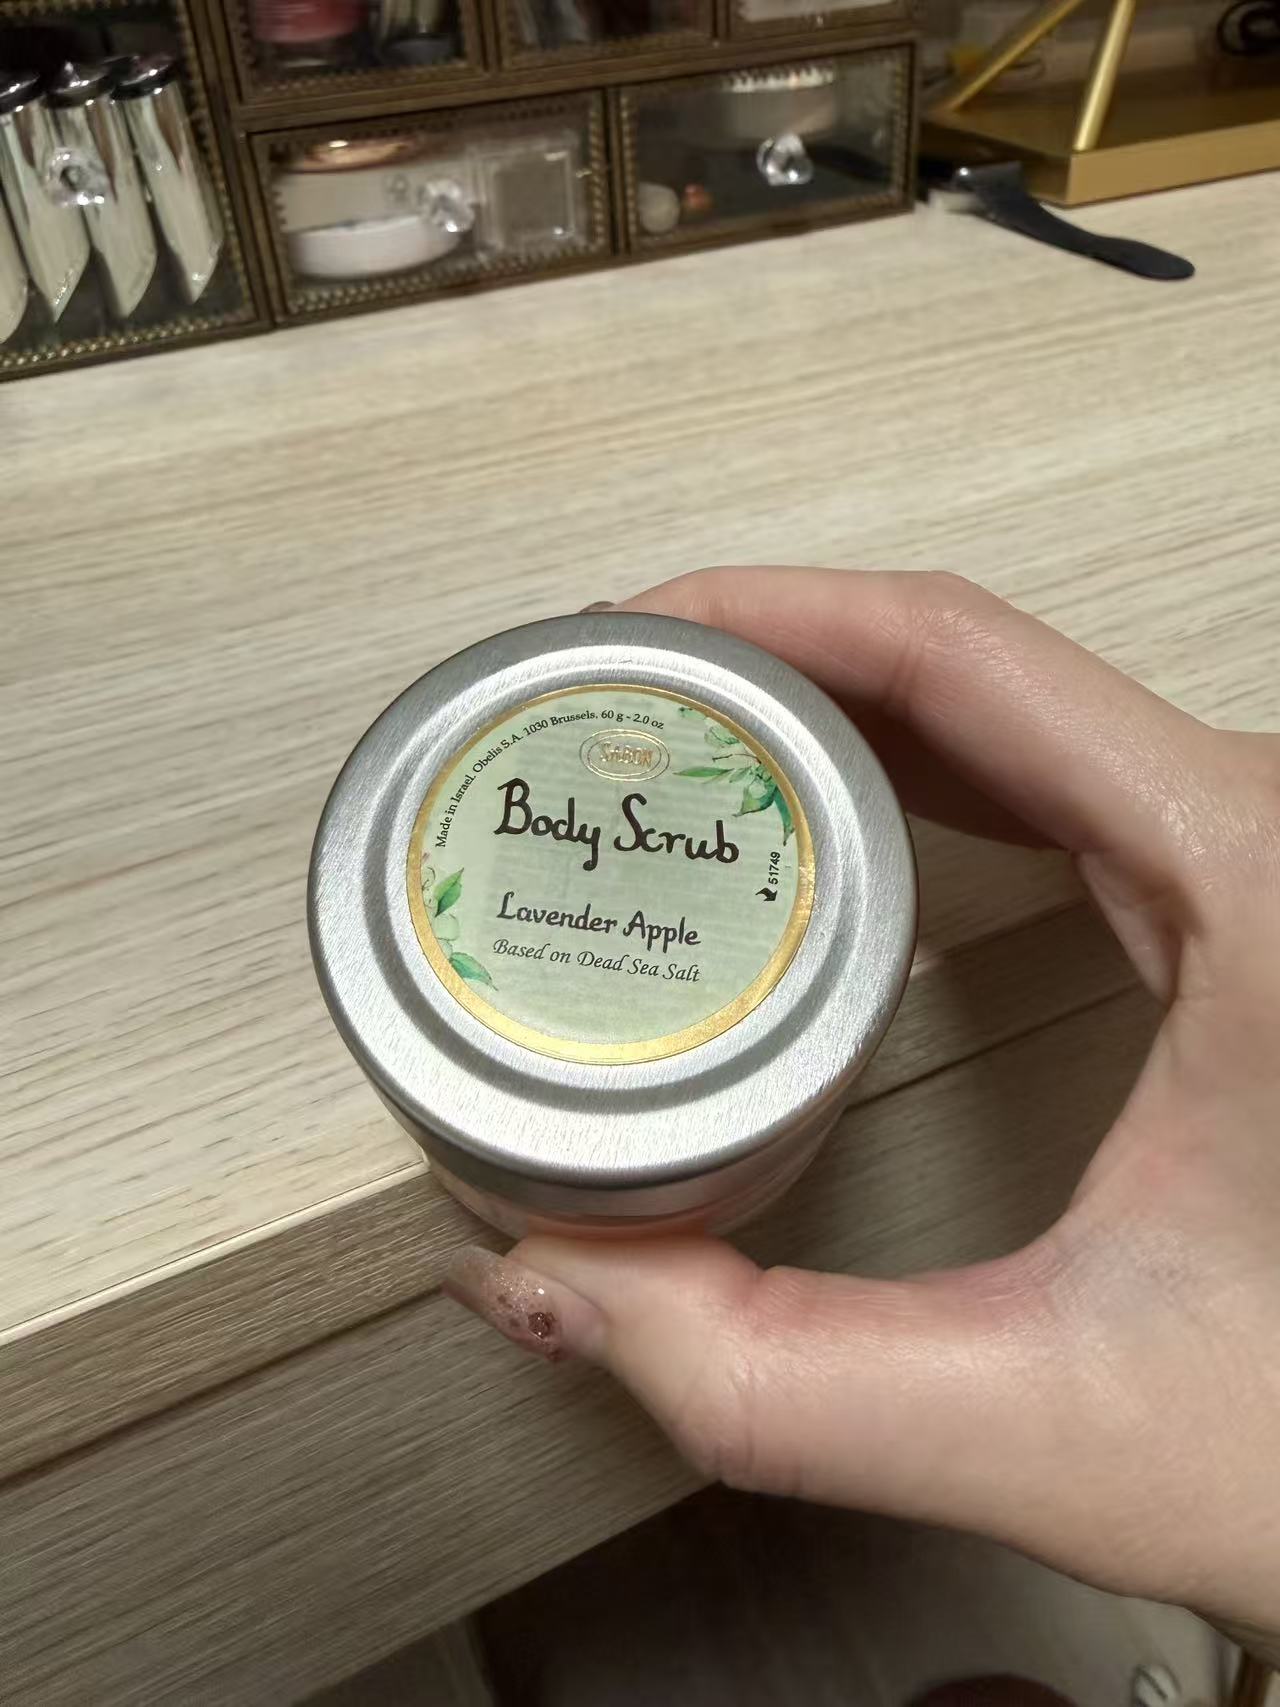 Made in Israel. Obelis S.A. 1030 Brussels. 60 g - 2.0 oz
SABON
Body Scrub
51749
Lavender Apple
Based on Dead Sea Salt